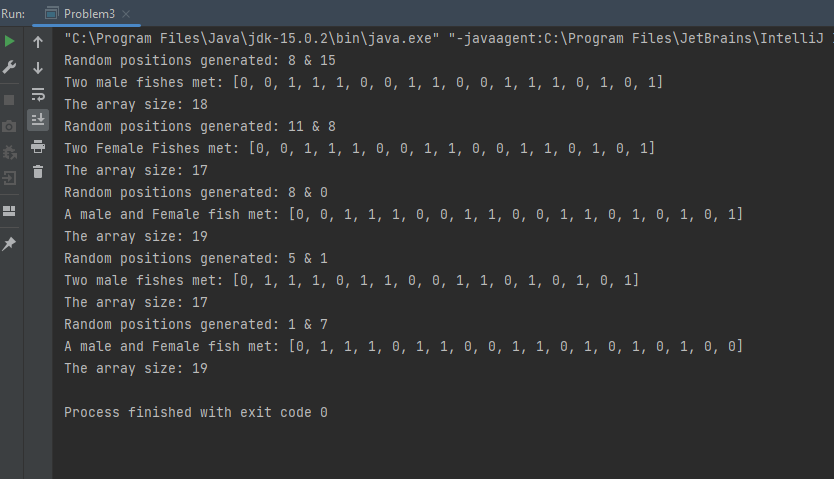 Run: Problem3
"C:\Program Files\Java\jdk-15.0.2\bin\java.exe" "-javaagent:C:\Program Files\JetBrains\IntelliJ
Random positions generated: 8 & 15
Two male fishes met: [0, 0, 1, 1, 1, 0, 0, 1, 1, 0, 0, 1, 1, 1, 0, 1, 0, 1]
The array size: 18
Random positions generated: 11 & 8
Two Female Fishes met: [0, 0, 1, 1, 1, 0, 0, 1, 1, 0, 0, 1, 1, 0, 1, 0, 1]
The array size: 17
Random positions generated: 8 & 0
A male and Female fish met: [0, 0, 1, 1, 1, 0, 0, 1, 1, 0, 0, 1, 1, 0, 1, 0, 1, 0, 1]
The array size: 19
Random positions generated: 5 & 1
Two male fishes met: [0, 1, 1, 1, 0, 1, 1, 0, 0, 1, 1, 0, 1, 0, 1, 0, 1]
The array size: 17
Random positions generated: 1 & 7
A male and Female fish met: [0, 1, 1, 1, 0, 1, 1, 0, 0, 1, 1, 0, 1, 0, 1, 0, 1, 0, 0]
The array size: 19
Process finished with exit code 0